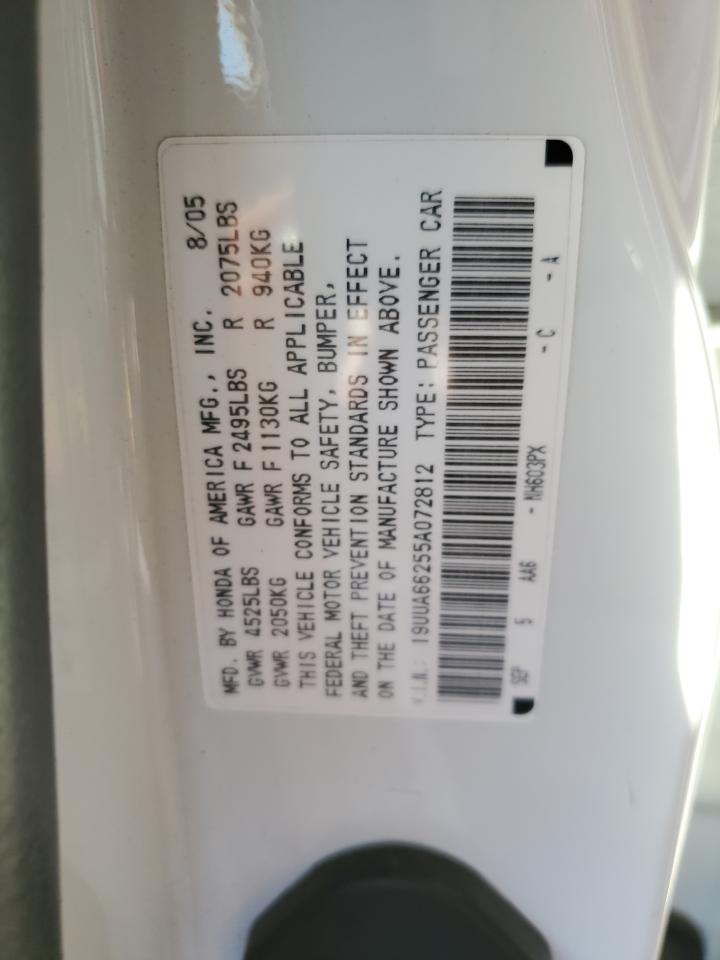 MFD. BY HONDA OF AMERICA MFG., INC. 8/05
GVWR 4525LBS GAWR F 2495LBS R 2075LBS
GVWR 2050KG GAWR F 1130KG R 940KG
THIS VEHICLE CONFORMS TO ALL APPLICABLE
FEDERAL MOTOR VEHICLE SAFETY, BUMPER,
AND THEFT PREVENTION STANDARDS IN EFFECT
ON THE DATE OF MANUFACTURE SHOWN ABOVE.
V.I.N.: 19UUA66255A072812 TYPE: PASSENGER CAR
SEP 5 AA6 - NH603PX - C - A